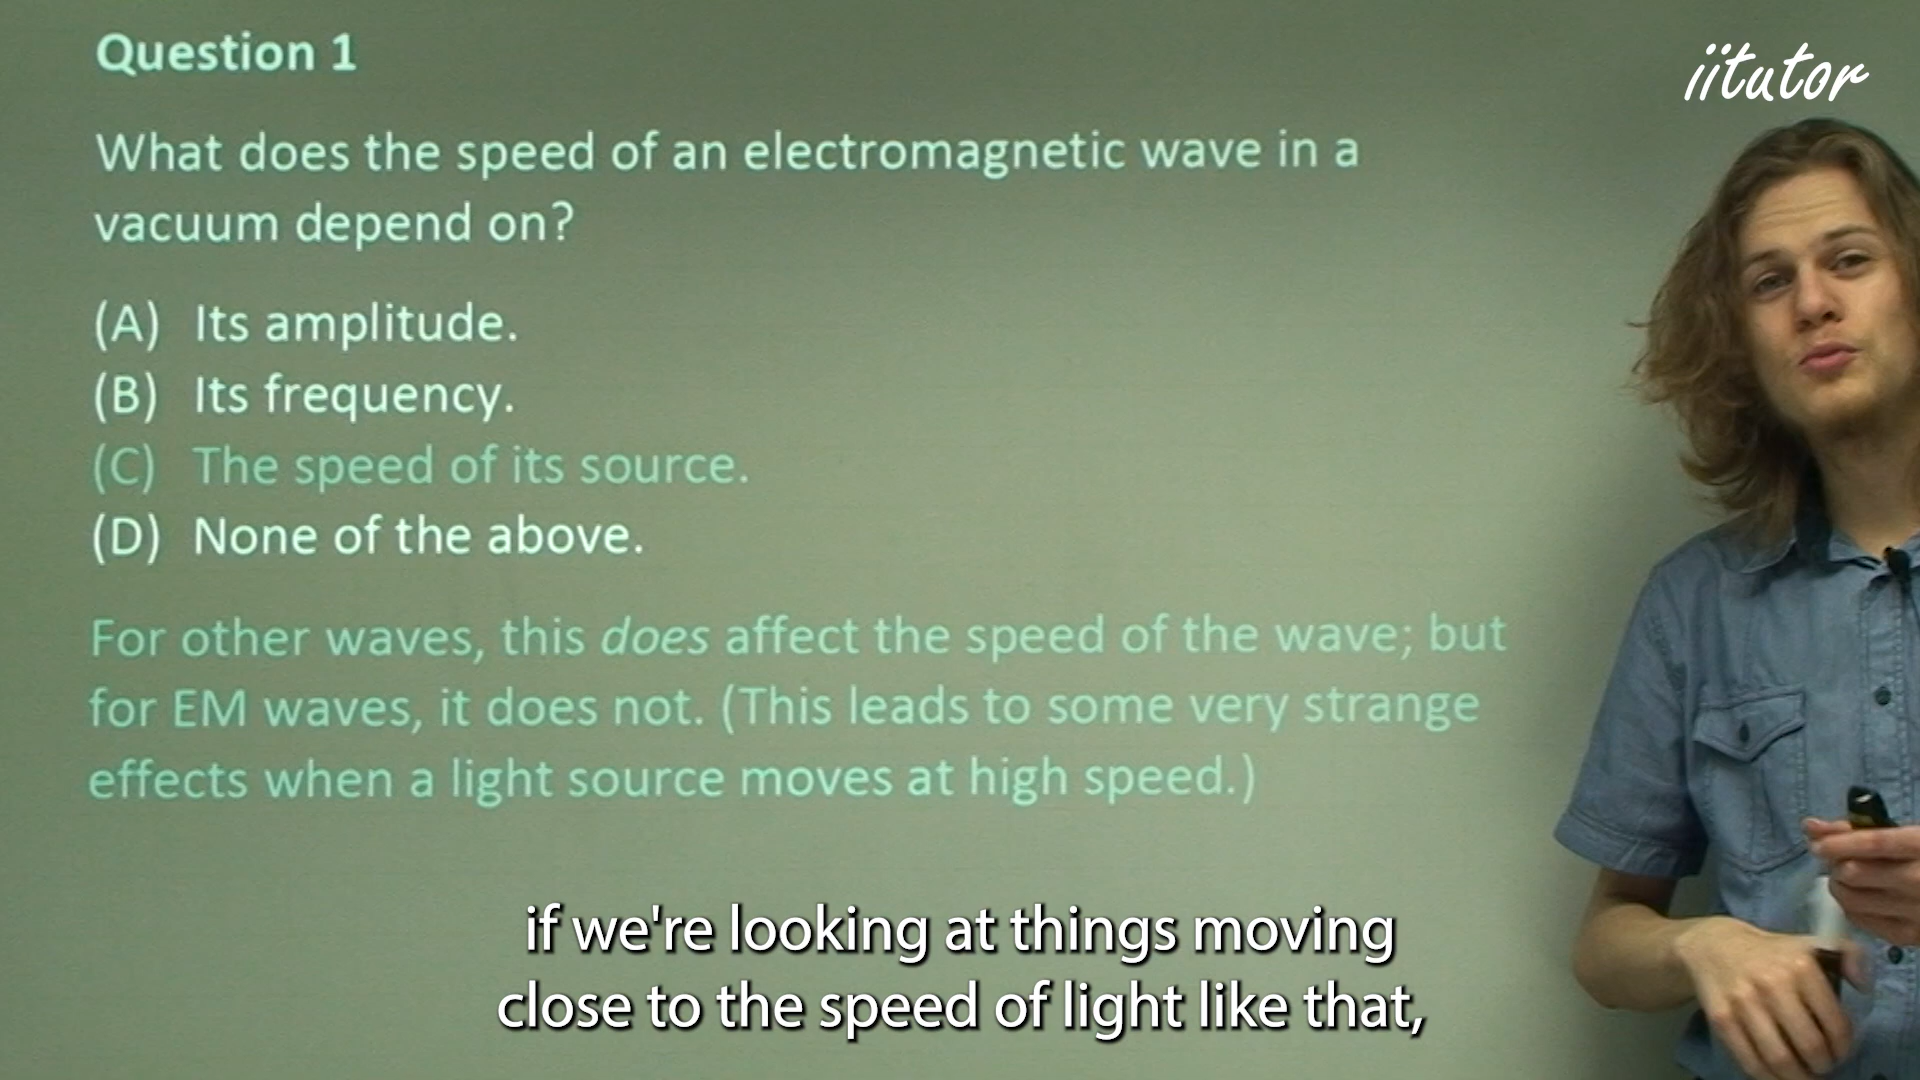 Question 1
iitutor
What does the speed of an electromagnetic wave in a
vacuum depend on?
(A) Its amplitude.
(B) Its frequency.
(C) The speed of its source.
(D) None of the above.
For other waves, this does affect the speed of the wave; but
for EM waves, it does not. (This leads to some very strange
effects when a light source moves at high speed.)
if we're looking at things moving
close to the speed of light like that,